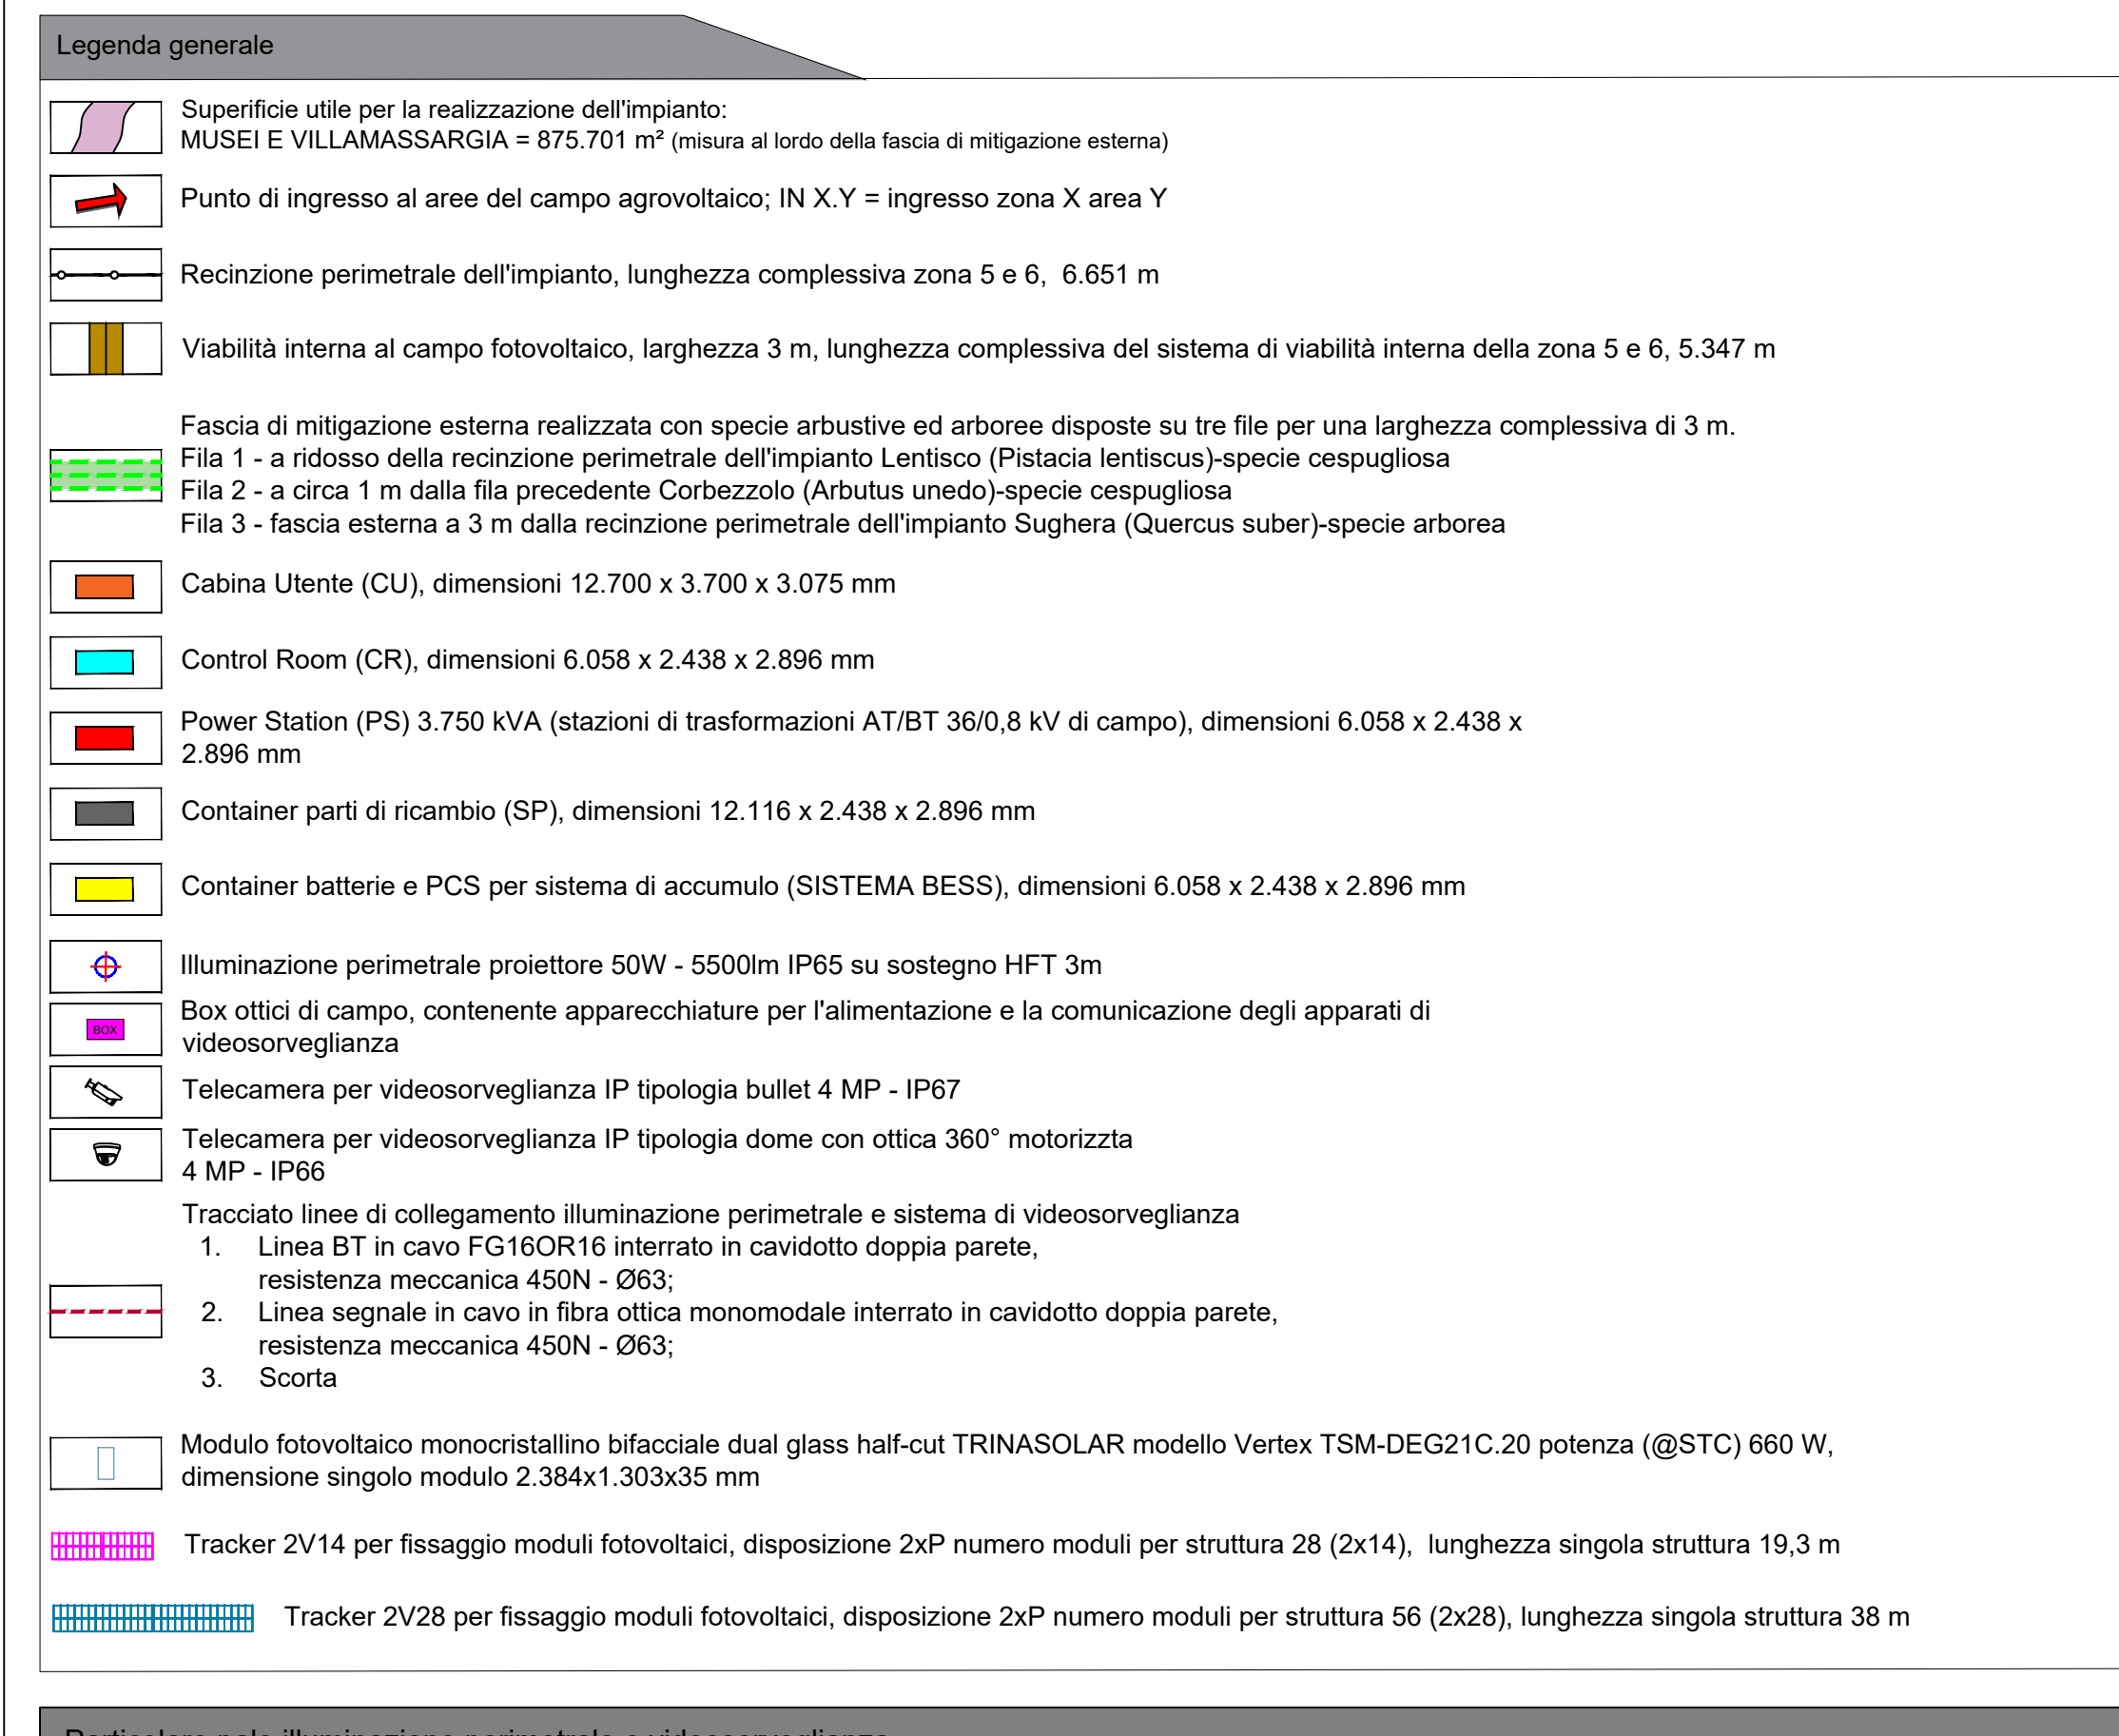 Legenda generale
Superificie utile per la realizzazione dell'impianto:
MUSEI E VILLAMASSARGIA = 875.701 m² (misura al lordo della fascia di mitigazione esterna)
Punto di ingresso al aree del campo agrovoltaico; IN X.Y = ingresso zona X area Y
Recinzione perimetrale dell'impianto, lunghezza complessiva zona 5 e 6, 6.651 m
Viabilità interna al campo fotovoltaico, larghezza 3 m, lunghezza complessiva del sistema di viabilità interna della zona 5 e 6, 5.347 m
Fascia di mitigazione esterna realizzata con specie arbustive ed arboree disposte su tre file per una larghezza complessiva di 3 m.
Fila 1 - a ridosso della recinzione perimetrale dell'impianto Lentisco (Pistacia lentiscus)-specie cespugliosa
Fila 2 - a circa 1 m dalla fila precedente Corbezzolo (Arbutus unedo)-specie cespugliosa
Fila 3 - fascia esterna a 3 m dalla recinzione perimetrale dell'impianto Sughera (Quercus suber)-specie arborea
Cabina Utente (CU), dimensioni 12.700 x 3.700 x 3.075 mm
Control Room (CR), dimensioni 6.058 x 2.438 x 2.896 mm
Power Station (PS) 3.750 kVA (stazioni di trasformazioni AT/BT 36/0,8 kV di campo), dimensioni 6.058 x 2.438 x
2.896 mm
Container parti di ricambio (SP), dimensioni 12.116 x 2.438 x 2.896 mm
Container batterie e PCS per sistema di accumulo (SISTEMA BESS), dimensioni 6.058 x 2.438 x 2.896 mm
Illuminazione perimetrale proiettore 50W - 5500lm IP65 su sostegno HFT 3m
Box ottici di campo, contenente apparecchiature per l'alimentazione e la comunicazione degli apparati di
BOX
videosorveglianza
Telecamera per videosorveglianza IP tipologia bullet 4 MP - IP67
Telecamera per videosorveglianza IP tipologia dome con ottica 360° motorizzta
4 MP - IP66
Tracciato linee di collegamento illuminazione perimetrale e sistema di videosorveglianza
1. Linea BT in cavo FG16OR16 interrato in cavidotto doppia parete,
resistenza meccanica 450N - Ø63;
2. Linea segnale in cavo in fibra ottica monomodale interrato in cavidotto doppia parete,
resistenza meccanica 450N - Ø63;
3. Scorta
Modulo fotovoltaico monocristallino bifacciale dual glass half-cut TRINASOLAR modello Vertex TSM-DEG21C.20 potenza (@STC) 660 W,
dimensione singolo modulo 2.384x1.303x35 mm
Tracker 2V14 per fissaggio moduli fotovoltaici, disposizione 2xP numero moduli per struttura 28 (2x14), lunghezza singola struttura 19,3 m
Tracker 2V28 per fissaggio moduli fotovoltaici, disposizione 2xP numero moduli per struttura 56 (2x28), lunghezza singola struttura 38 m
Particolare palo illuminazione perimetrale e videosorveglianza